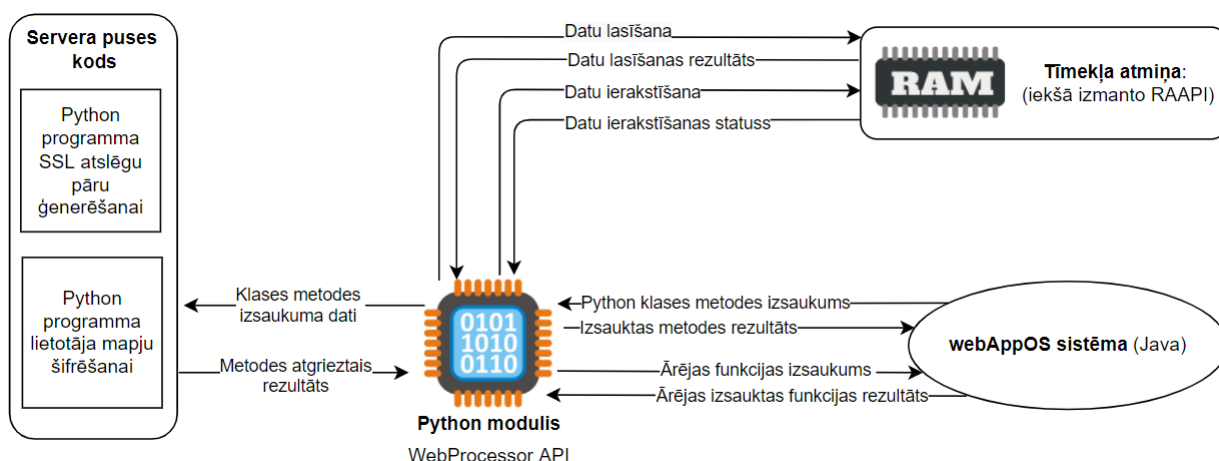 Servera puses
kods
Python
programma
SSL atslēgu
pāru
ģenerēšanai
Python
programma
lietotāja mapju
šifrēšanai
Klases metodes
izsaukuma dati
Metodes atgrieztais
rezultāts
Datu lasīšana
Datu lasīšanas rezultāts
Datu ierakstīšana
Datu ierakstīšanas statuss
RAM
Tīmekļa atmiņa:
(iekšā izmanto RAAPI)
0101
1010
0110
Python modulis
WebProcessor API
Python klases metodes izsaukums
Izsauktas metodes rezultāts
Ārējas funkcijas izsaukums
Ārējas izsauktas funkcijas rezultāts
webAppOS sistēma (Java)